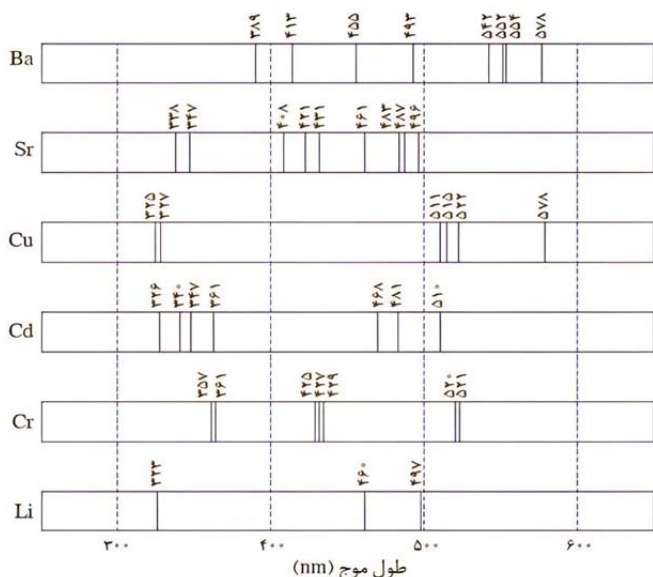 ۳۸۹ ۴۱۳ ۴۵۵ ۴۹۳ ۵۴۲ ۵۵۲ ۵۵۴ ۵۷۸
Ba
۳۳۸ ۳۴۷ ۴۰۸ ۴۲۱ ۴۳۱ ۴۶۱ ۴۸۳ ۴۸۷ ۴۹۶
Sr
۳۲۵ ۳۲۷ ۵۱۱ ۵۱۵ ۵۲۲ ۵۷۸
Cu
۳۲۶ ۳۴۰ ۳۴۷ ۳۶۱ ۴۶۸ ۴۸۱ ۵۱۰
Cd
۳۵۷ ۳۶۱ ۴۲۵ ۴۲۷ ۴۲۹ ۵۲۰ ۵۲۱
Cr
۳۲۳ ۴۶۰ ۴۹۷
Li
۳۰۰ ۴۰۰ ۵۰۰ ۶۰۰
طول موج (nm)